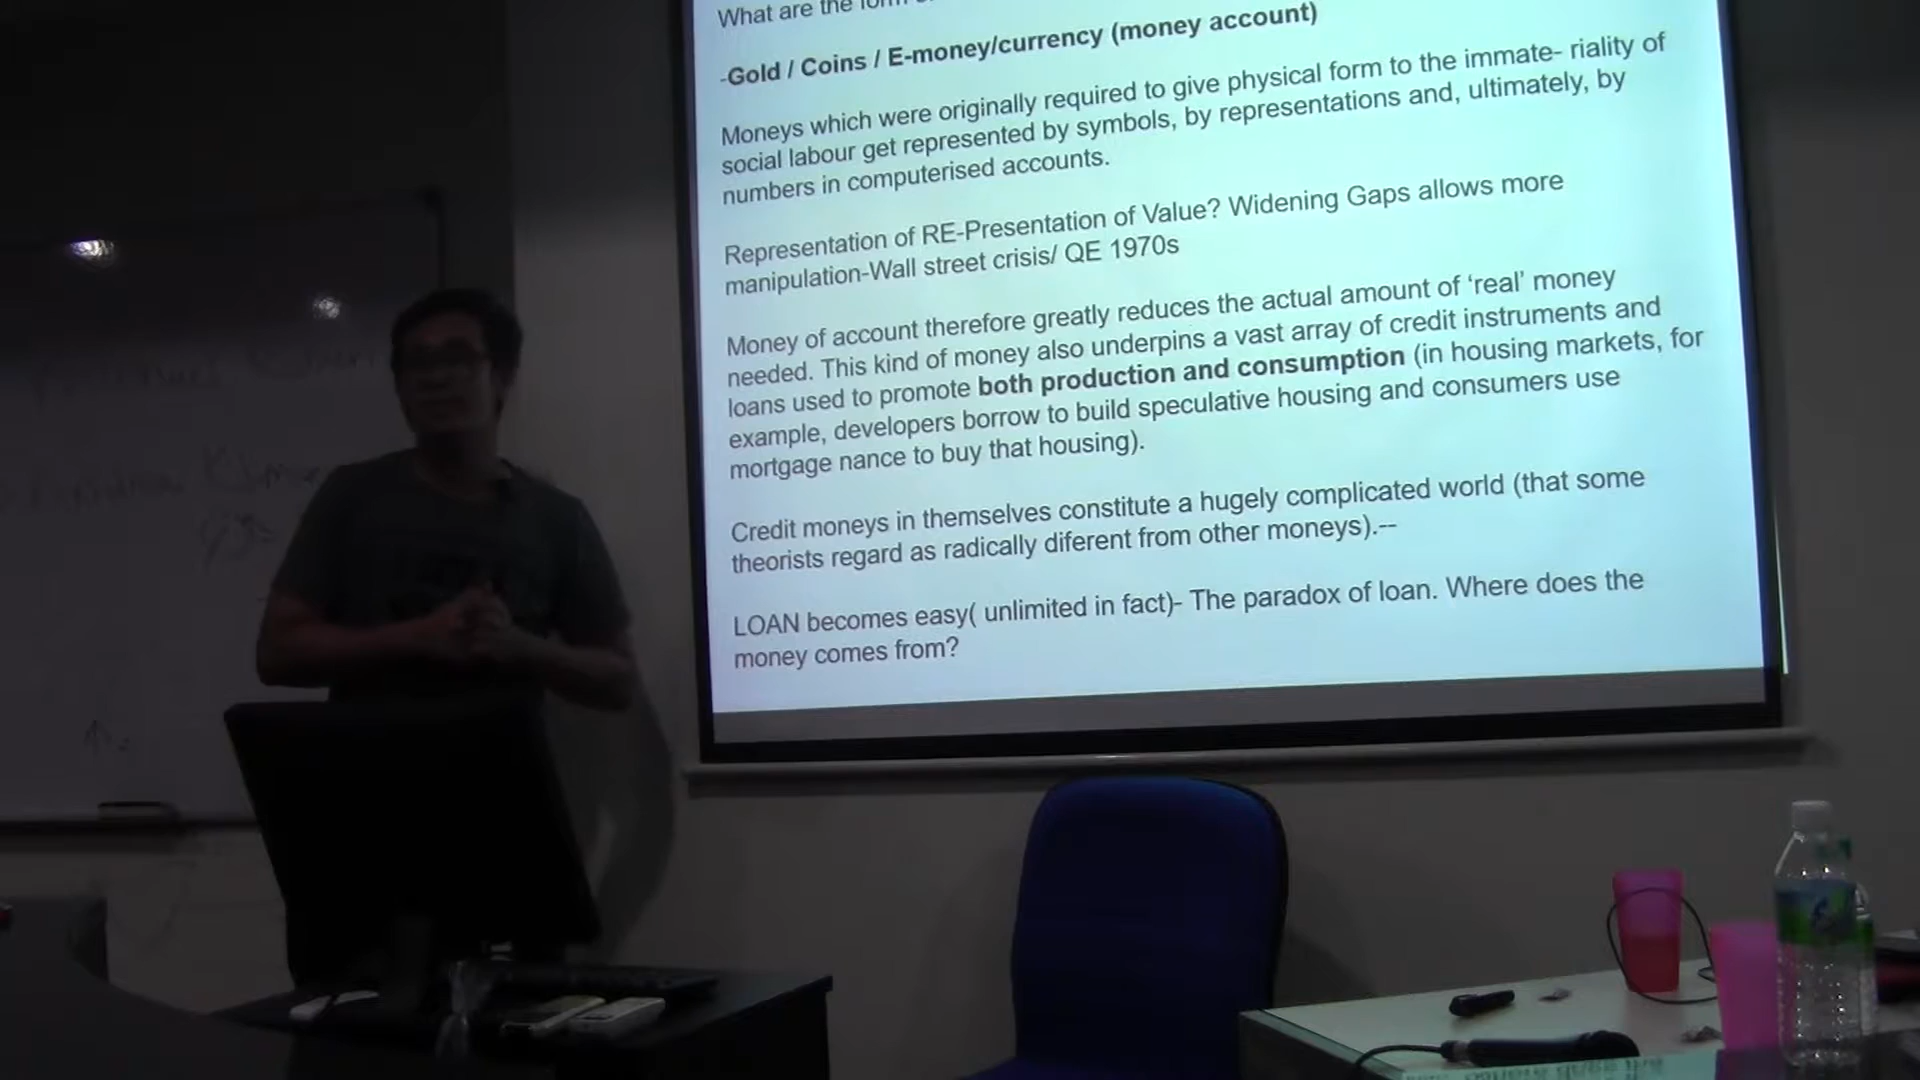 What are the form
-Gold / Coins / E-money/currency (money account)
Moneys which were originally required to give physical form to the immate- riality of
social labour get represented by symbols, by representations and, ultimately, by
numbers in computerised accounts.
Representation of RE-Presentation of Value? Widening Gaps allows more
manipulation-Wall street crisis/ QE 1970s
Money of account therefore greatly reduces the actual amount of ‘real’ money
needed. This kind of money also underpins a vast array of credit instruments and
loans used to promote both production and consumption (in housing markets, for
example, developers borrow to build speculative housing and consumers use
mortgage nance to buy that housing).
Credit moneys in themselves constitute a hugely complicated world (that some
theorists regard as radically diferent from other moneys).--
LOAN becomes easy( unlimited in fact)- The paradox of loan. Where does the
money comes from?